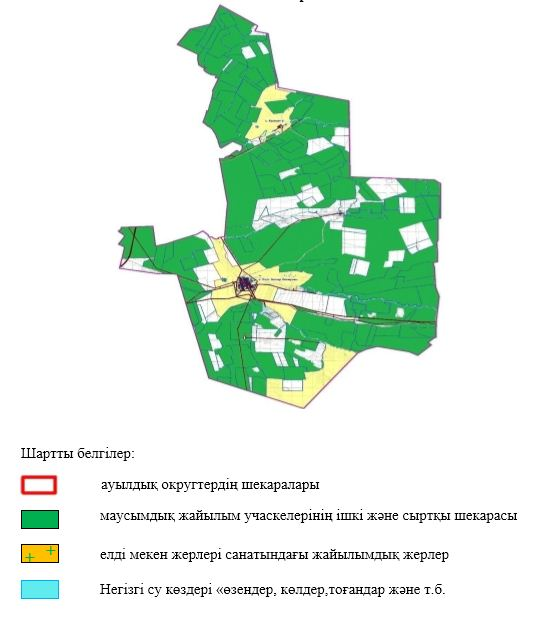 Шартты белгілер:
ауылдық округтердің шекаралары
маусымдық жайылым учаскелерінің ішкі және сыртқы шекарасы
елді мекен жерлері санатындағы жайылымдық жерлер
Негізгі су көздері «өзендер, көлдер,тоғандар және т.б.